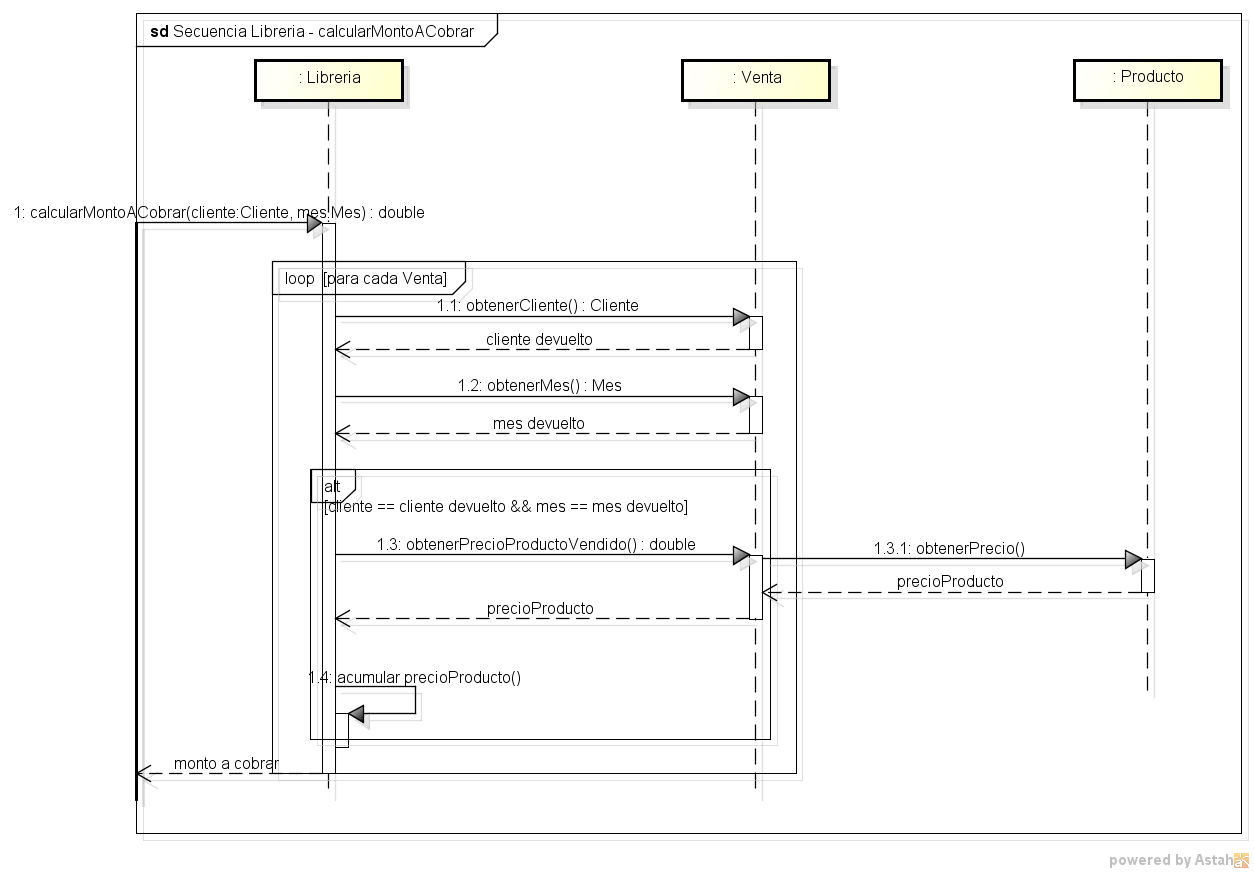 sd Secuencia Libreria - calcularMontoACobrar
: Libreria
: Venta
: Producto
1: calcularMontoACobrar(cliente:Cliente, mes:Mes) : double
loop [para cada Venta]
1.1: obtenerCliente() : Cliente
cliente devuelto
1.2: obtenerMes() : Mes
mes devuelto
alt
[cliente == cliente devuelto && mes == mes devuelto]
1.3: obtenerPrecioProductoVendido() : double
1.3.1: obtenerPrecio()
precioProducto
precioProducto
1.4: acumular precioProducto()
monto a cobrar
powered by Astah